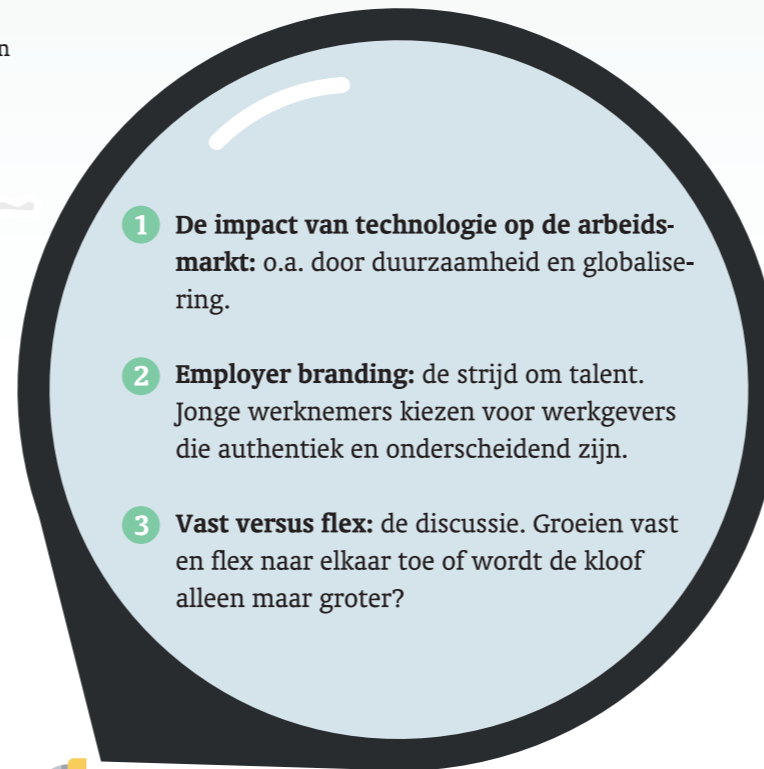 n
1 De impact van technologie op de arbeids-
markt: o.a. door duurzaamheid en globalise-
ring.
2 Employer branding: de strijd om talent.
Jonge werknemers kiezen voor werkgevers
die authentiek en onderscheidend zijn.
3 Vast versus flex: de discussie. Groeien vast
en flex naar elkaar toe of wordt de kloof
alleen maar groter?